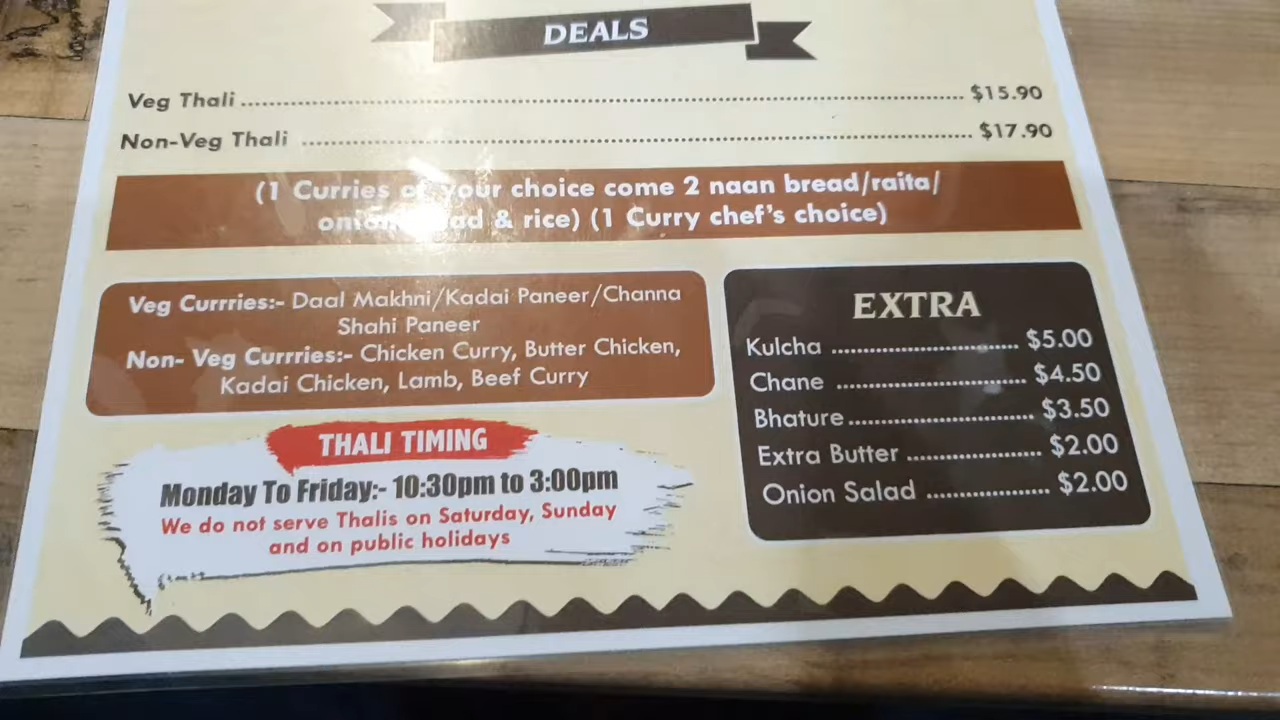 DEALS
Veg Thali ........ $15.90
Non-Veg Thali ........ $17.90
(1 Curries of your choice come 2 naan bread/raita/
& rice) (1 Curry chef's choice)
Veg Currries:- Daal Makhni/Kadai Paneer/Channa
Shahi Paneer
Non- Veg Currries:- Chicken Curry, Butter Chicken,
Kadai Chicken, Lamb, Beef Curry
EXTRA
Kulcha ........ $5.00
Chane ........ $4.50
Bhature ........ $3.50
Extra Butter ........ $2.00
Onion Salad ........ $2.00
THALI TIMING
Monday To Friday:- 10:30pm to 3:00pm
We do not serve Thalis on Saturday, Sunday
and on public holidays